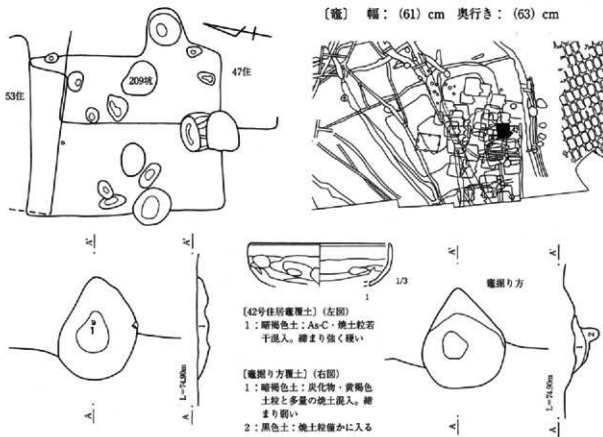 〔竈〕 幅：(61) cm 奥行き：(63) cm
47住
209坑
53住
A'
A'
1
1
A
L=74.90m
A
1
1/3
〔42号住居竈覆土〕(左図)
1：暗褐色土：As-C・焼土粒若
干混入。締まり強く硬い
〔竈掘り方覆土〕(右図)
1：暗褐色土：炭化物・黄褐色
土粒と多量の焼土混入。締
まり弱い
2：黒色土：焼土粒僅かに入る
A'
A'
竈掘り方
1
2
A
L=74.90m
A